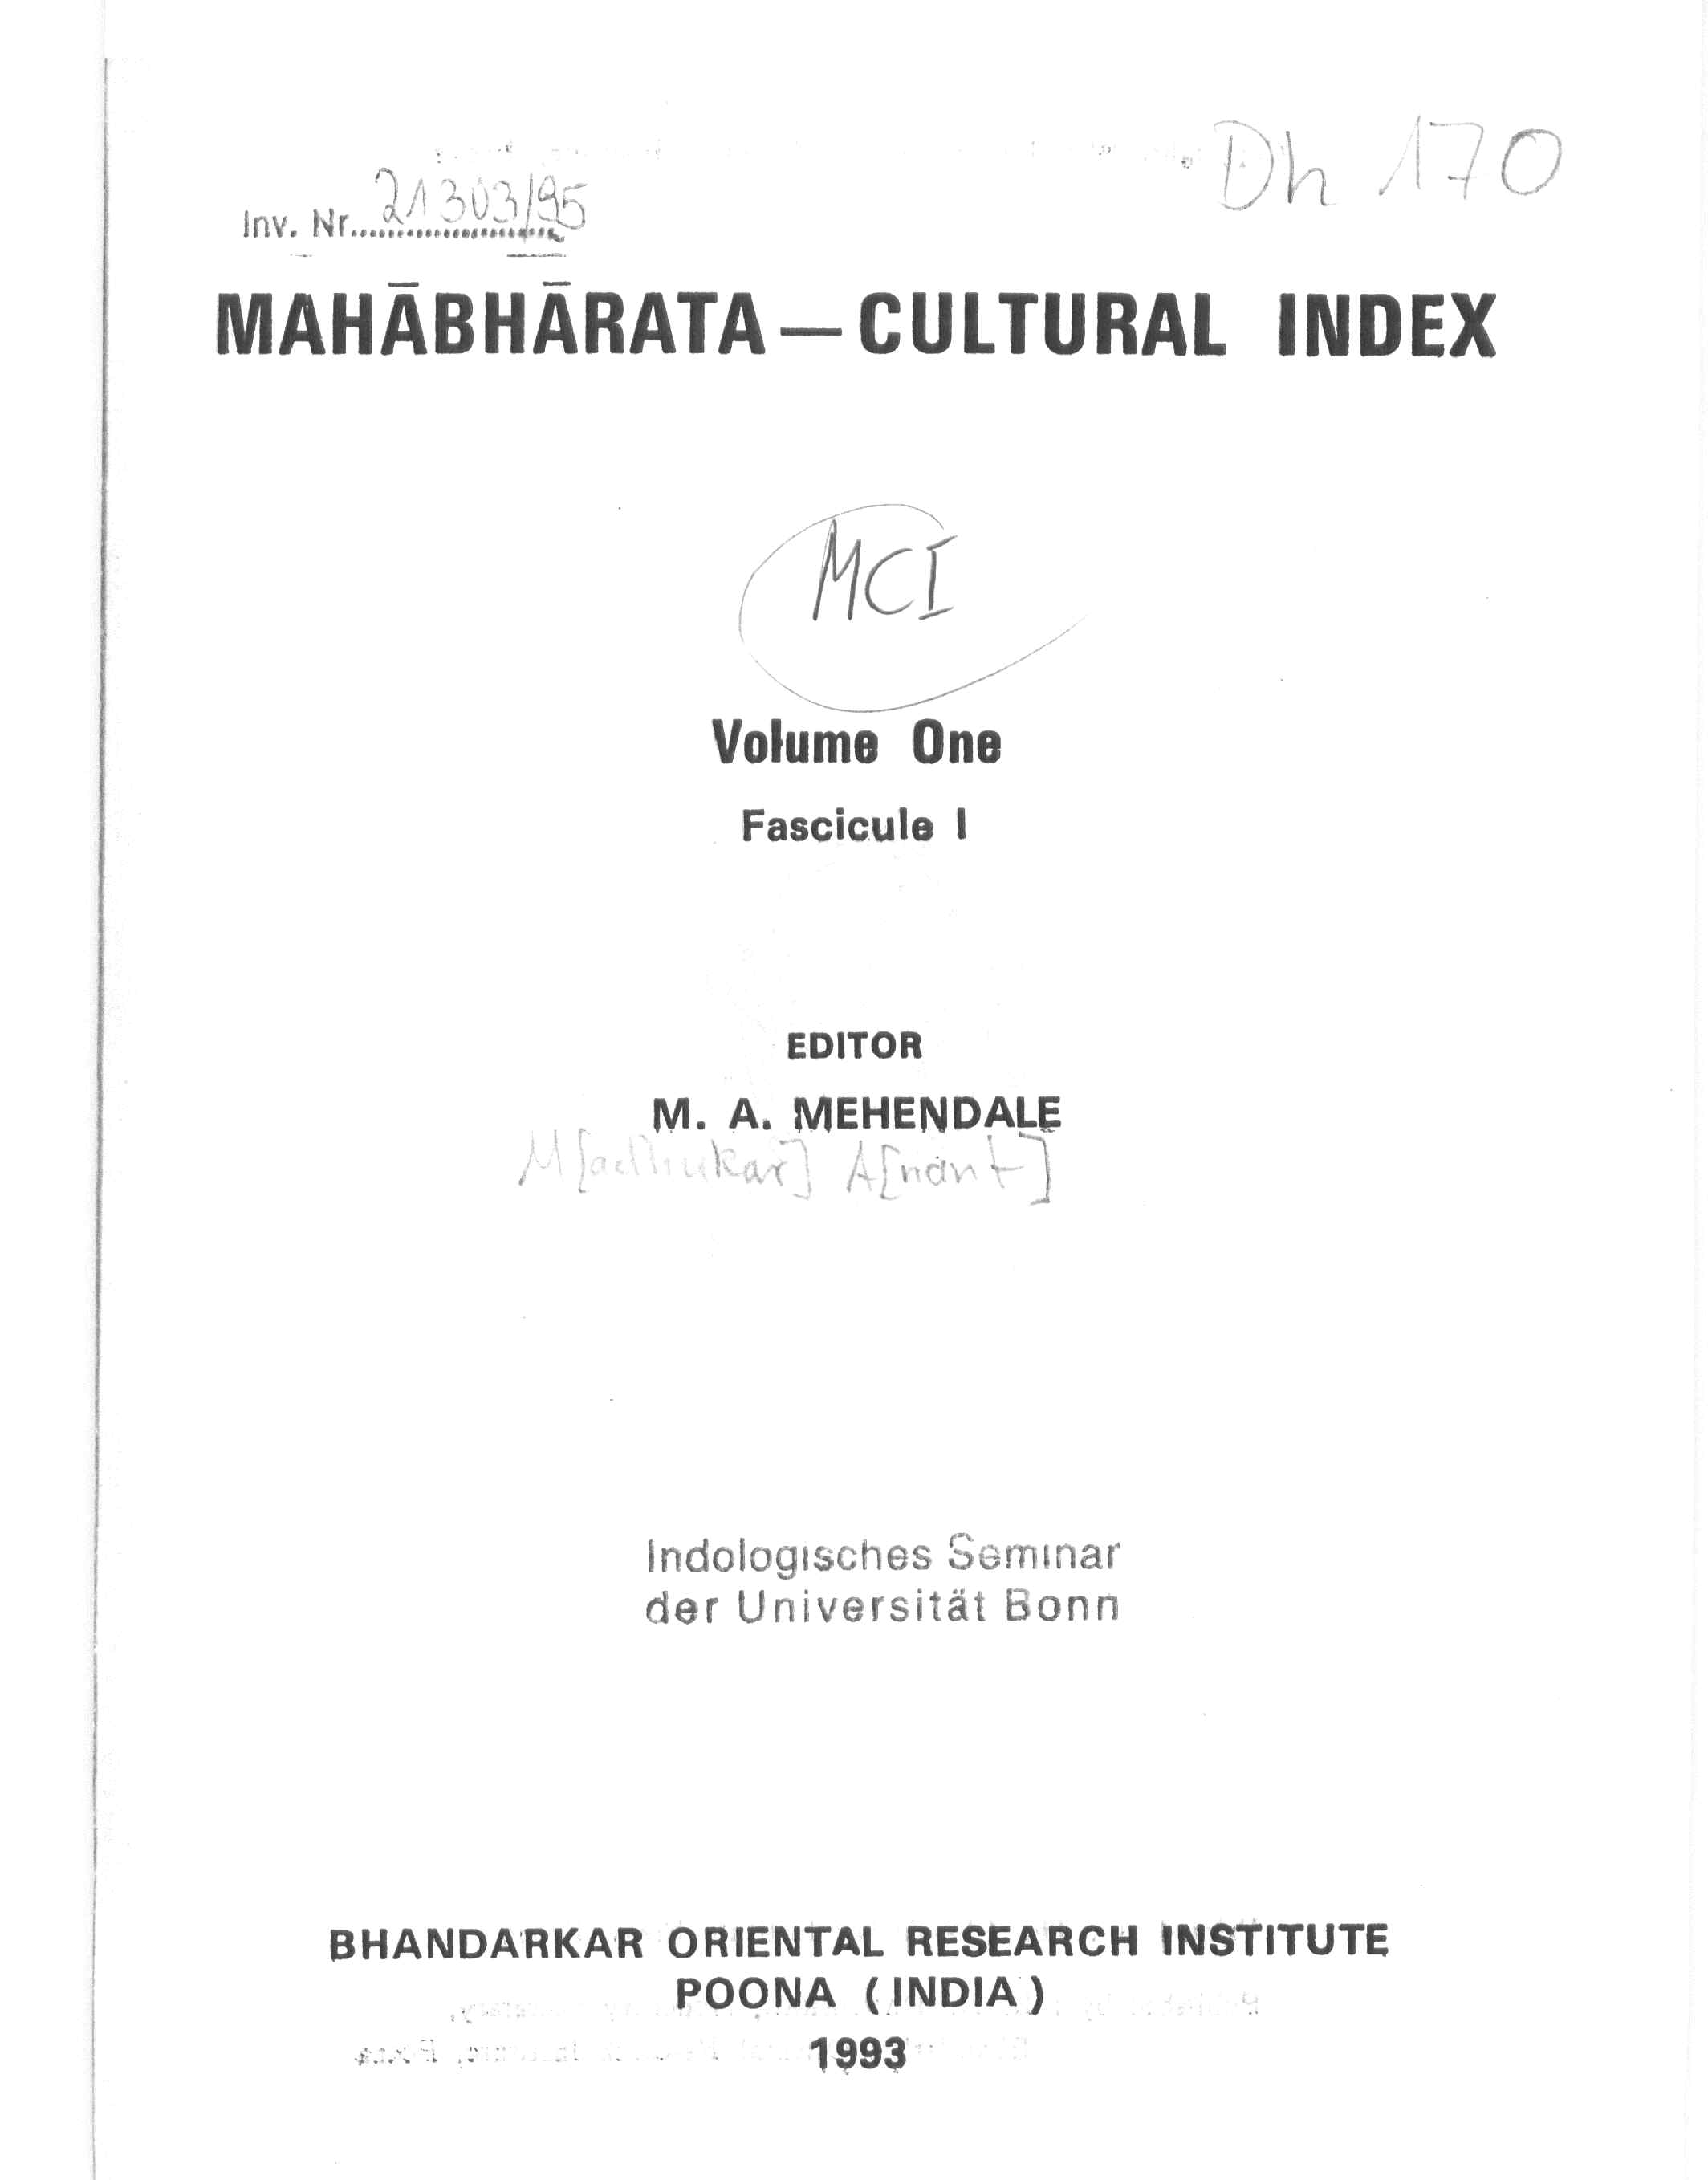 Dh 170
Inv. Nr. 21303/95
MAHĀBHĀRATA — CULTURAL INDEX
MCI
Volume One
Fascicule I
EDITOR
M. A. MEHENDALE
M[adhukar] A[nant]
Indologisches Seminar
der Universität Bonn
BHANDARKAR ORIENTAL RESEARCH INSTITUTE
POONA (INDIA)
1993